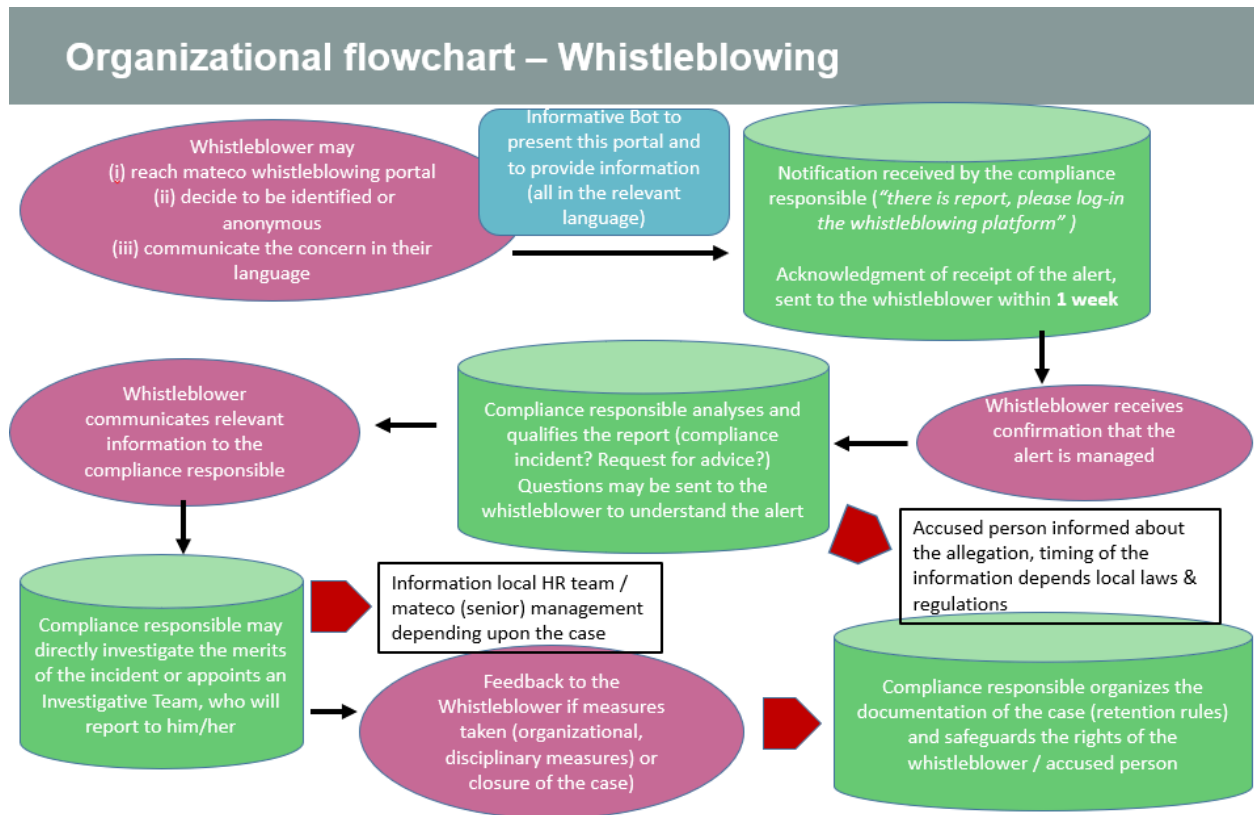 Organizational flowchart – Whistleblowing
Whistleblower may
(i) reach mateco whistleblowing portal
(ii) decide to be identified or
anonymous
(iii) communicate the concern in their
language
Informative Bot to
present this portal and
to provide information
(all in the relevant
language)
Notification received by the compliance
responsible (“there is report, please log-in
the whistleblowing platform” )
Acknowledgment of receipt of the alert,
sent to the whistleblower within 1 week
Whistleblower receives
confirmation that the
alert is managed
Compliance responsible analyses and
qualifies the report (compliance
incident? Request for advice?)
Questions may be sent to the
whistleblower to understand the alert
Whistleblower
communicates relevant
information to the
compliance responsible
Accused person informed about
the allegation, timing of the
information depends local laws &
regulations
Compliance responsible may
directly investigate the merits
of the incident or appoints an
Investigative Team, who will
report to him/her
Information local HR team /
mateco (senior) management
depending upon the case
Feedback to the
Whistleblower if measures
taken (organizational,
disciplinary measures) or
closure of the case)
Compliance responsible organizes the
documentation of the case (retention rules)
and safeguards the rights of the
whistleblower / accused person